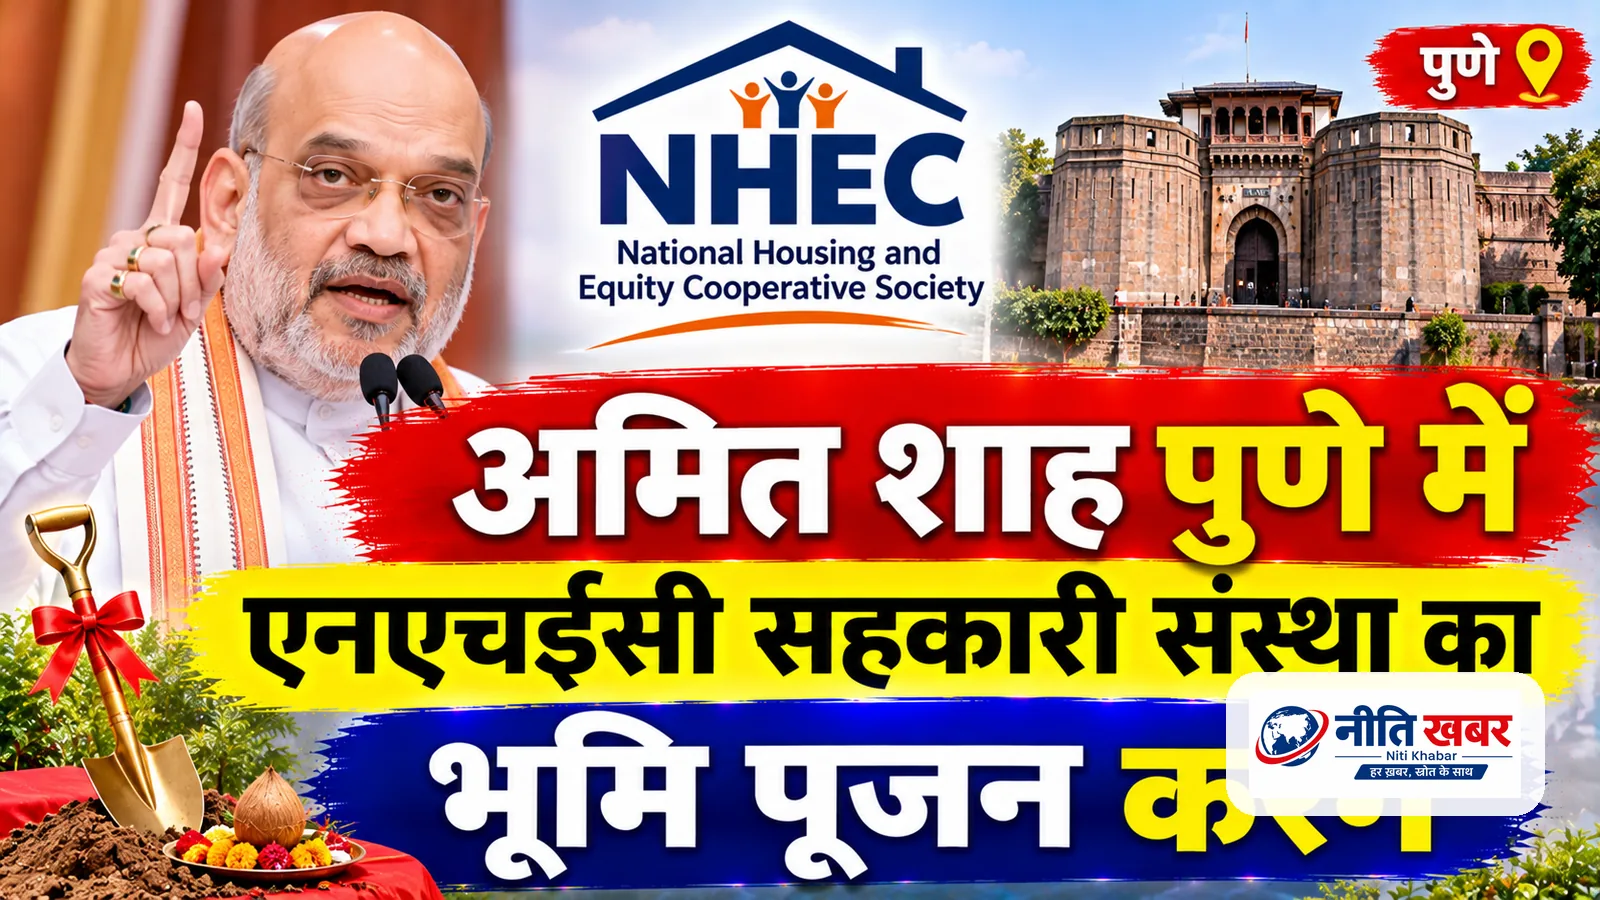 पुणे
NHEC
National Housing and
Equity Cooperative Society
अमित शाह पुणे में
एनएचईसी सहकारी संस्था का
भूमि पूजन
नीति खबर
Niti Khabar
हर ख़बर, स्रोत के साथ